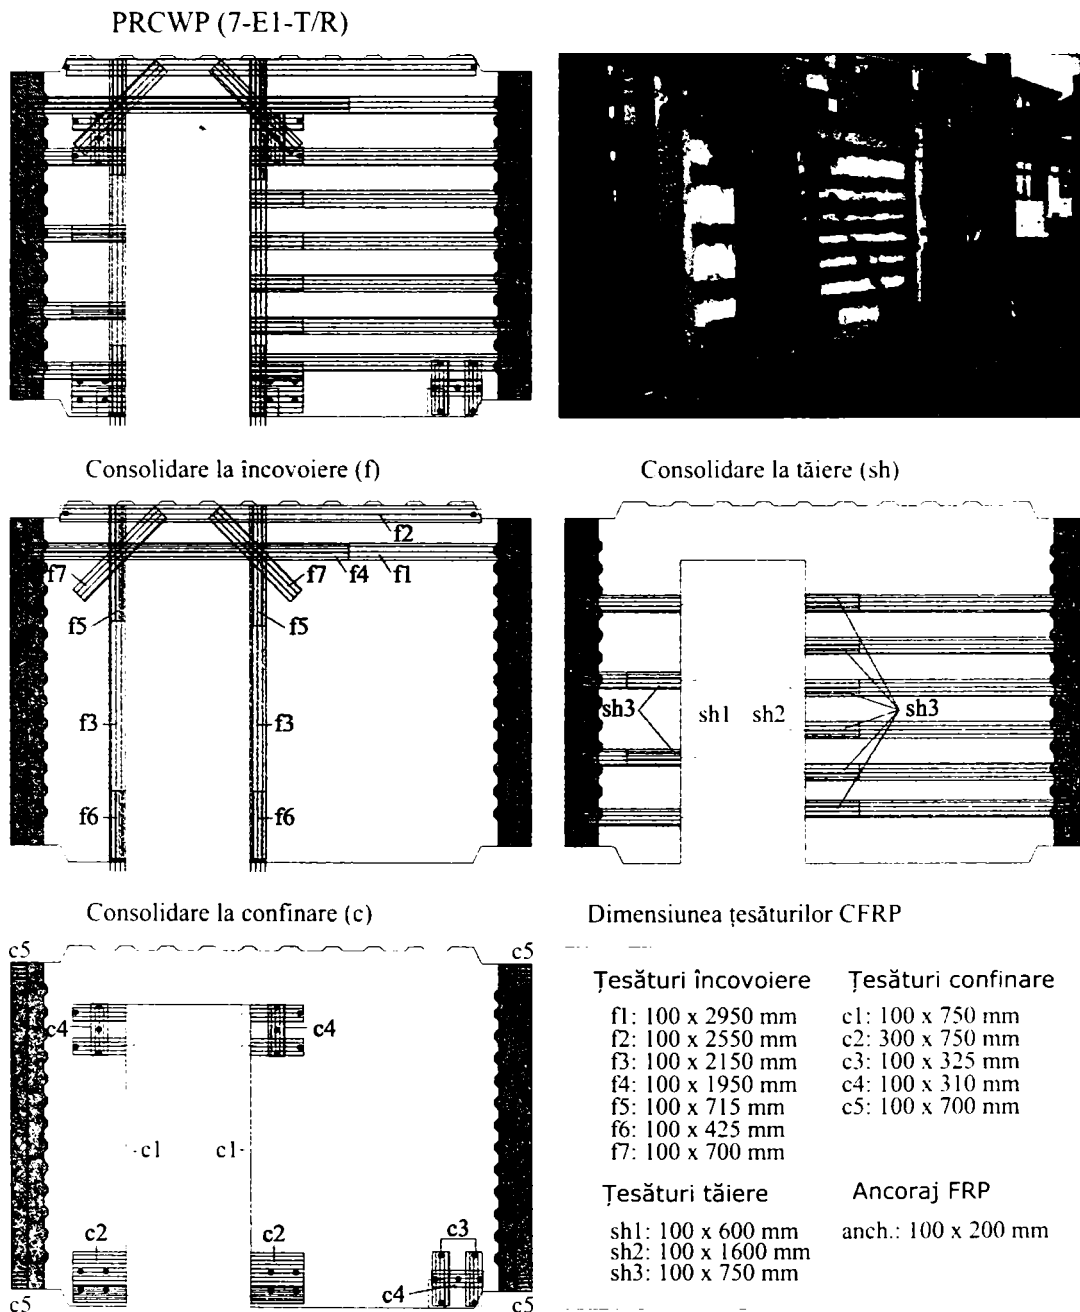 PRCWP (7-E1-T/R)
Consolidare la încovoiere (f)
Consolidare la tăiere (sh)
f2
f7
f7
f4
f1
f5
f5
f3
f3
f6
f6
sh3
sh1
sh2
sh3
Consolidare la confinare (c)
Dimensiunea țesăturilor CFRP
c5
c5
c4
c4
c1
c1
c2
c2
c3
c4
c5
c5
Țesături încovoiere
f1: 100 x 2950 mm
f2: 100 x 2550 mm
f3: 100 x 2150 mm
f4: 100 x 1950 mm
f5: 100 x 715 mm
f6: 100 x 425 mm
f7: 100 x 700 mm
Țesături confinare
c1: 100 x 750 mm
c2: 300 x 750 mm
c3: 100 x 325 mm
c4: 100 x 310 mm
c5: 100 x 700 mm
Țesături tăiere
sh1: 100 x 600 mm
sh2: 100 x 1600 mm
sh3: 100 x 750 mm
Ancoraj FRP
anch.: 100 x 200 mm